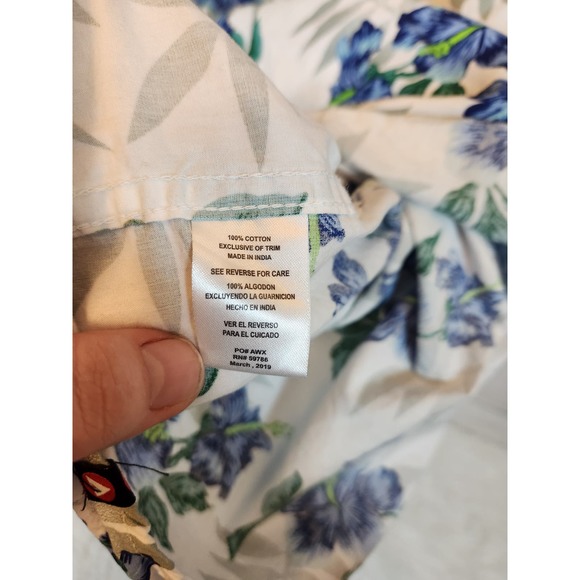 100% COTTON
EXCLUSIVE OF TRIM
MADE IN INDIA
SEE REVERSE FOR CARE
100% ALGODON
EXCLUYENDO LA GUARNICION
HECHO EN INDIA
VER EL REVERSO
PARA EL CUICADO
PO# AWX
RN# 59786
March , 2019